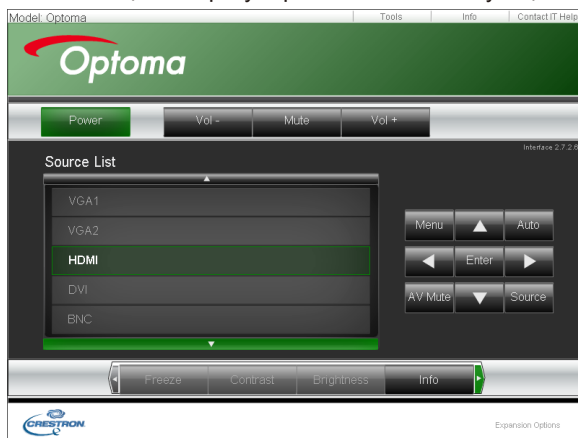 Model: Optoma Tools Info Contact IT Help
Optoma
Power Vol - Mute Vol +
Interface 2.7.2.6
Source List
VGA1
VGA2
HDMI
DVI
BNC
Menu Auto
Enter
AV Mute Source
Freeze Contrast Brightness Info
CRESTRON
Expansion Options